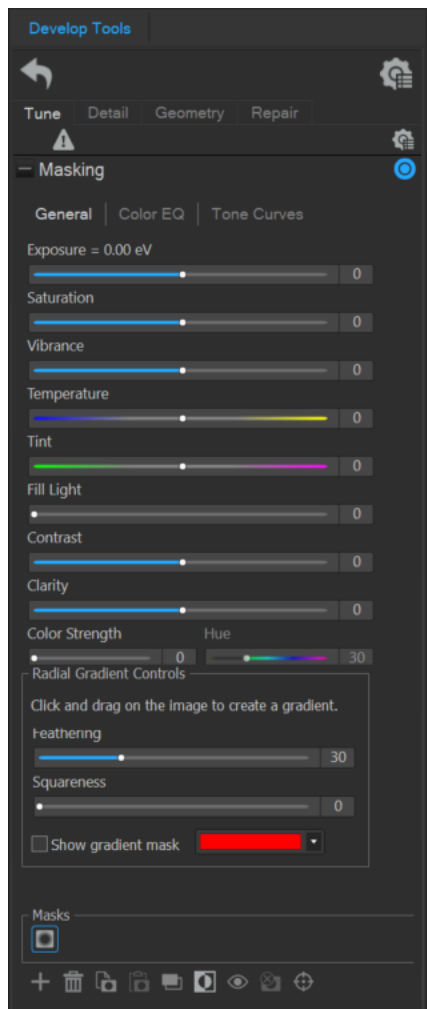 Develop Tools
Tune Detail Geometry Repair
Masking
General Color EQ Tone Curves
Exposure = 0.00 eV
0
Saturation
0
Vibrance
0
Temperature
0
Tint
0
Fill Light
0
Contrast
0
Clarity
0
Color Strength Hue
0 30
Radial Gradient Controls
Click and drag on the image to create a gradient.
Feathering
30
Squareness
0
Show gradient mask
Masks